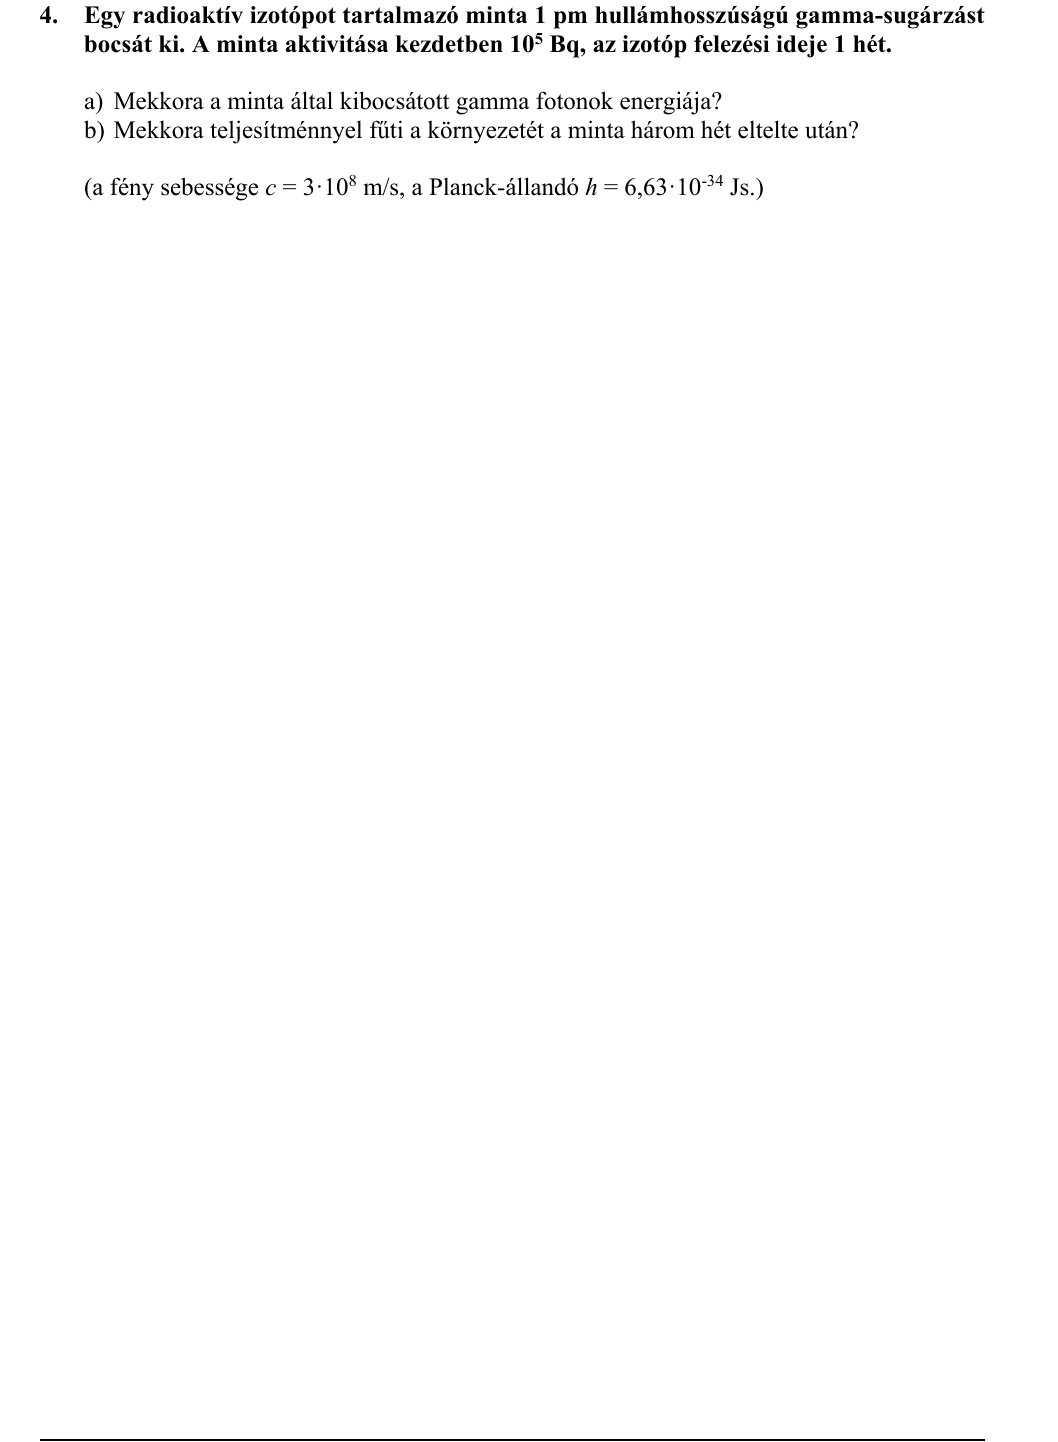 4. Egy radioaktív izotópot tartalmazó minta 1 pm hullámhosszúságú gamma-sugárzást
bocsát ki. A minta aktivitása kezdetben 10⁵ Bq, az izotóp felezési ideje 1 hét.
a) Mekkora a minta által kibocsátott gamma fotonok energiája?
b) Mekkora teljesítménnyel fűti a környezetét a minta három hét eltelte után?
(a fény sebessége c = 3·10⁸ m/s, a Planck-állandó h = 6,63·10⁻³⁴ Js.)